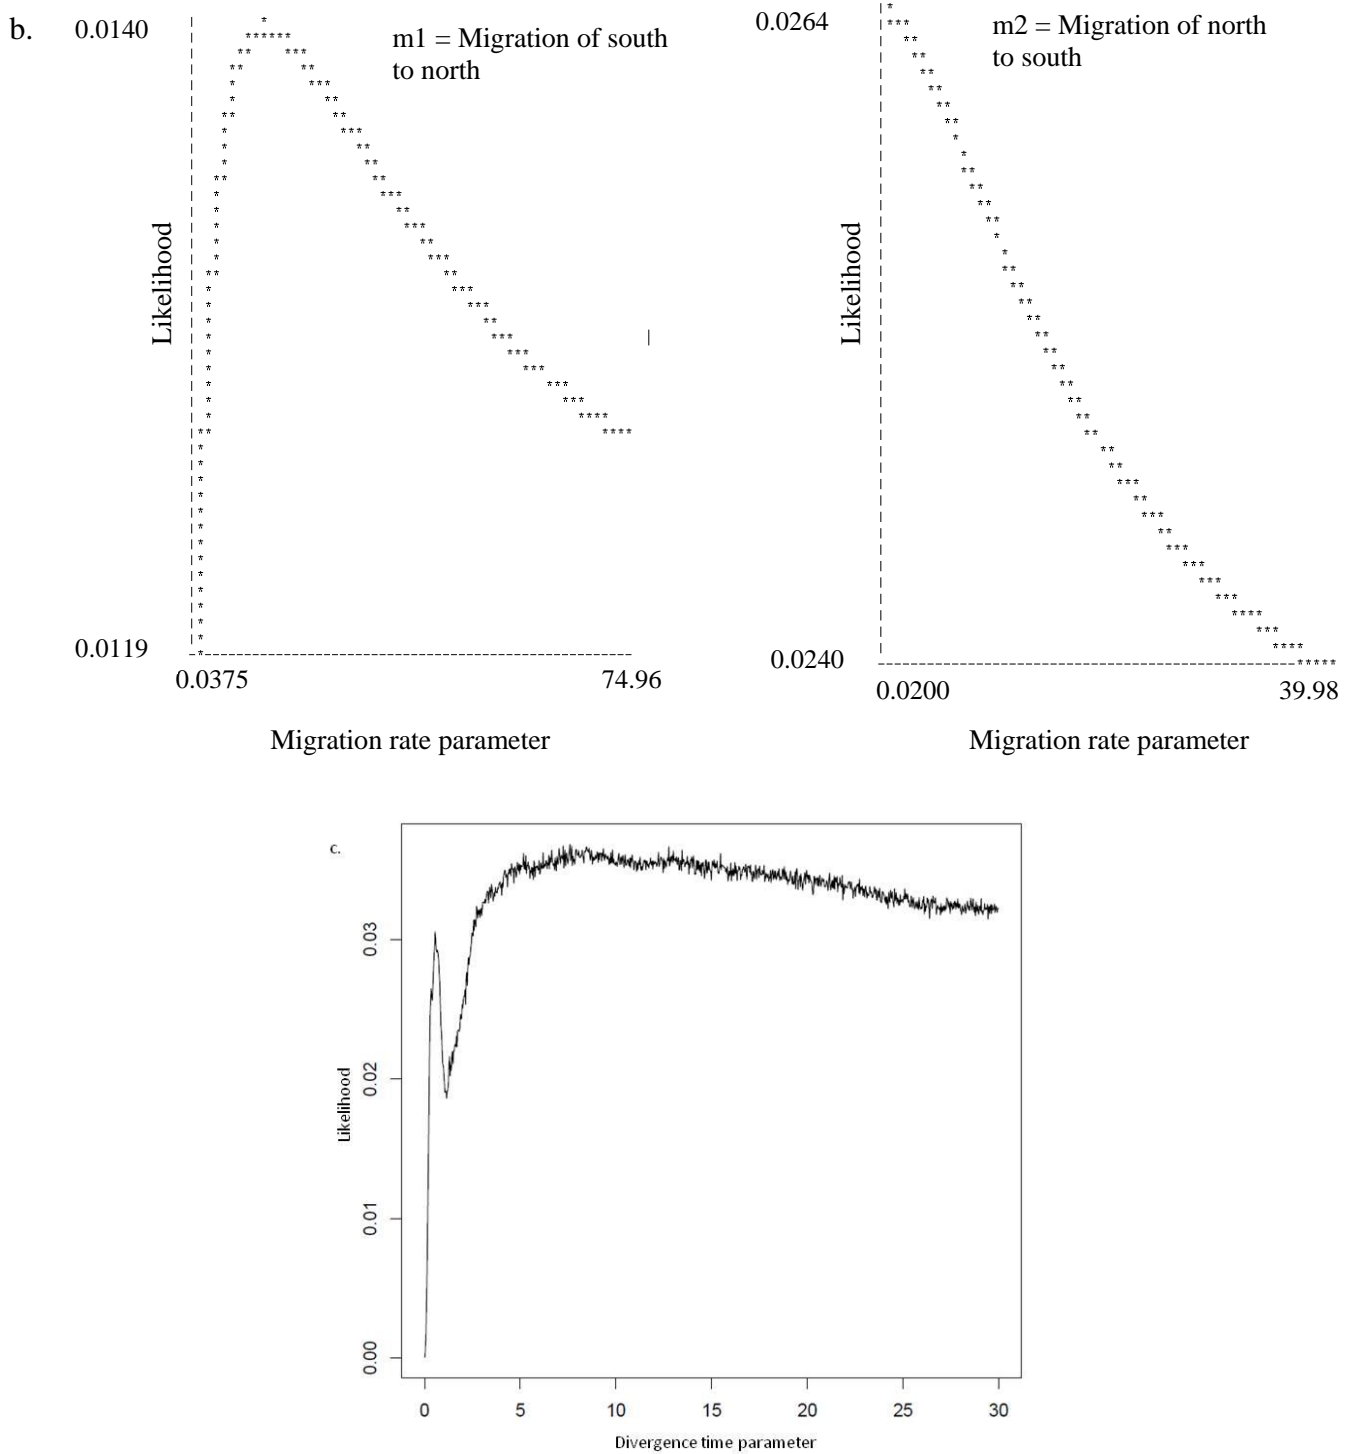 b.
0.0140
m1 = Migration of south
to north
Likelihood
0.0119
0.0375
74.96
Migration rate parameter
0.0264
m2 = Migration of north
to south
Likelihood
0.0240
0.0200
39.98
Migration rate parameter
c.
Likelihood
0.03
0.02
0.01
0.00
0 5 10 15 20 25 30
Divergence time parameter